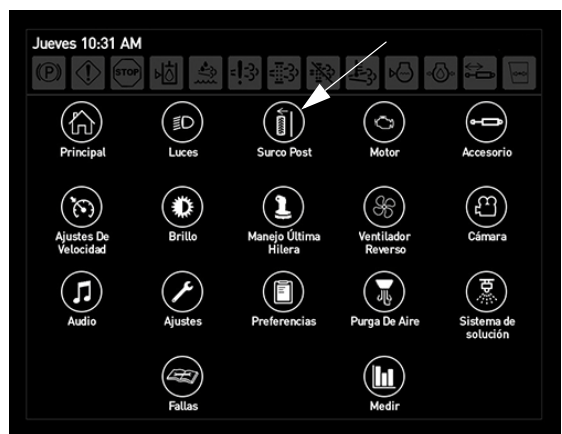 Jueves 10:31 AM
(P) STOP
Principal Luces Surco Post Motor Accesorio
Ajustes De Velocidad Brillo Manejo Última Hilera Ventilador Reverso Cámara
Audio Ajustes Preferencias Purga De Aire Sistema de solución
Fallas Medir